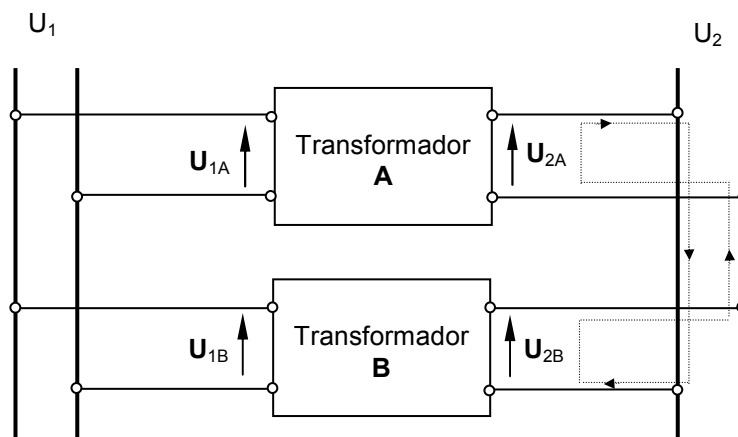 U1
U2
Transformador
A
U1A
U2A
Transformador
B
U1B
U2B